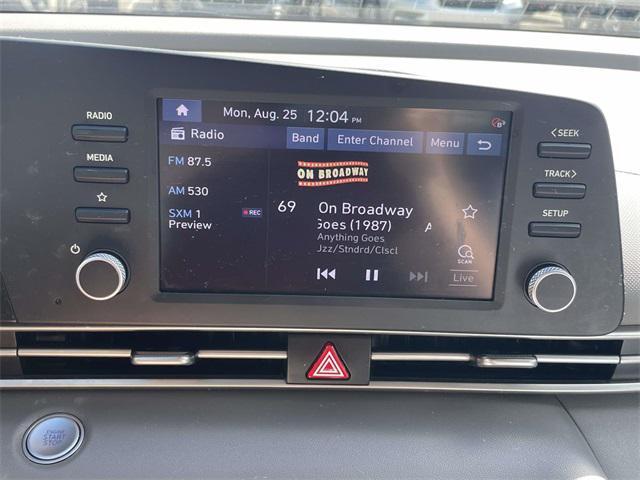 RADIO
MEDIA
Mon, Aug. 25 12:04 PM
Radio
Band
Enter Channel
Menu
FM 87.5
AM 530
SXM 1
REC
Preview
ON BROADWAY
69
On Broadway
Goes (1987) A
Anything Goes
Jzz/Stndrd/Clscl
SCAN
Live
SEEK
TRACK
SETUP
ENGINE
START
STOP